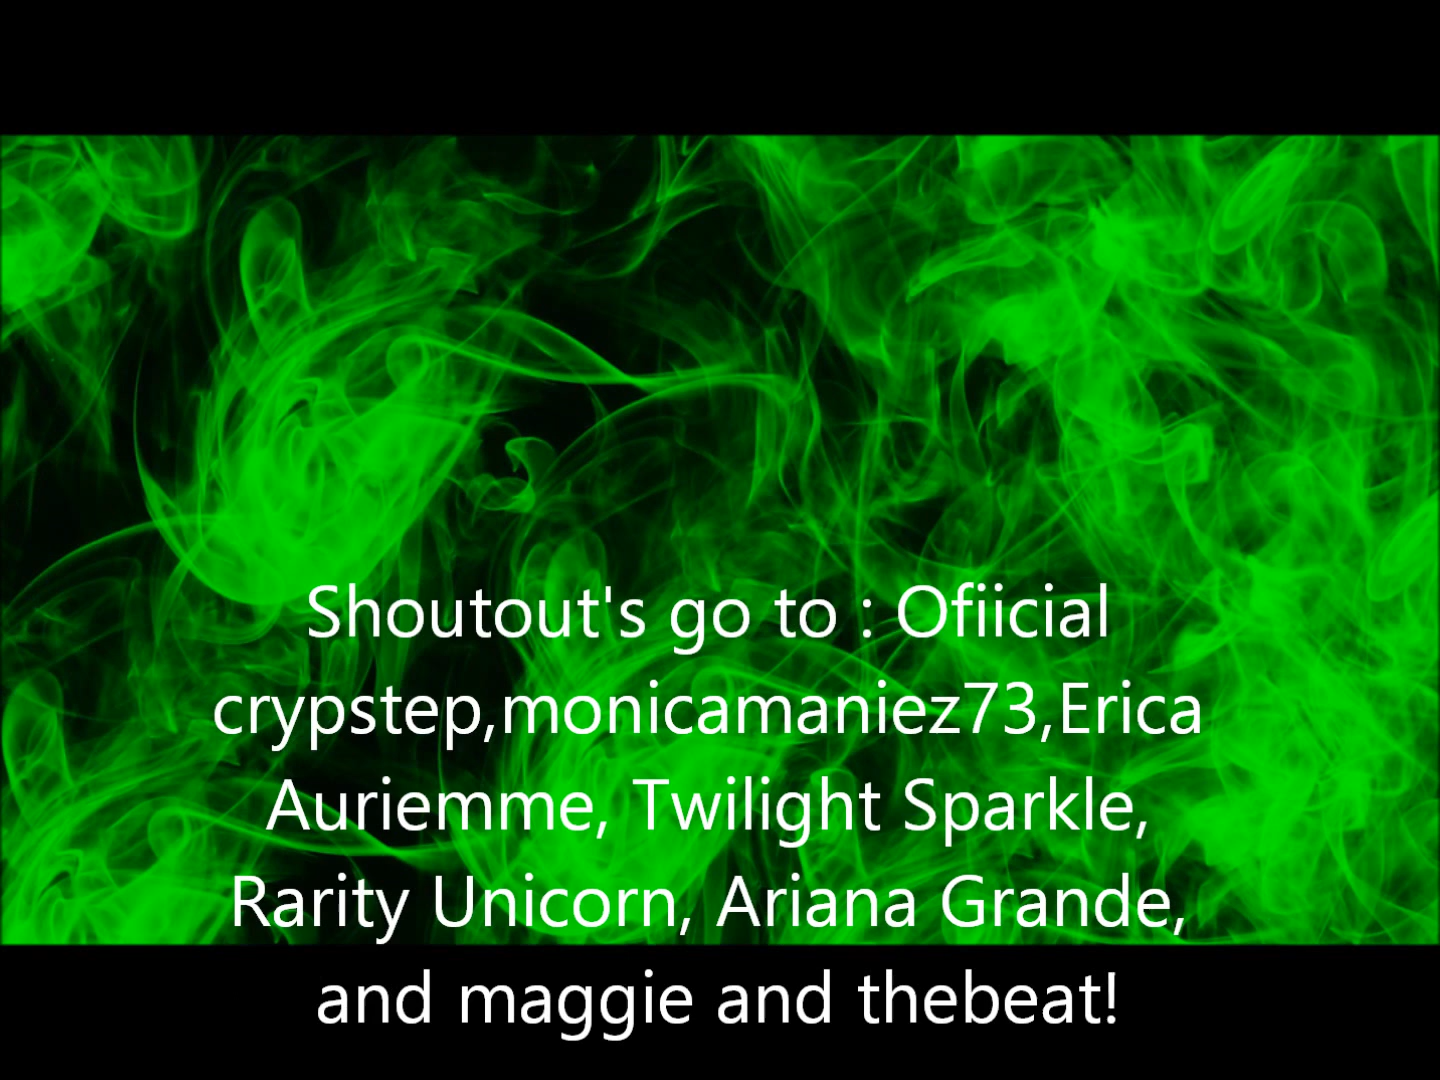 Shoutout's go to : Ofiicial
crypstep,monicamaniez73,Erica
Auriemme, Twilight Sparkle,
Rarity Unicorn, Ariana Grande,
and maggie and thebeat!